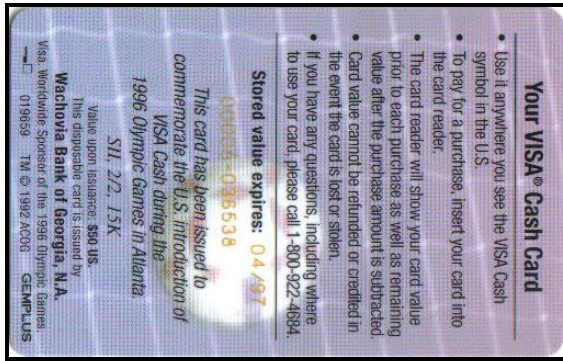 Your VISA® Cash Card
• Use it anywhere you see the VISA Cash
symbol in the U.S.
• To pay for a purchase, insert your card into
the card reader.
• The card reader will show your card value
prior to each purchase as well as remaining
value after the purchase amount is subtracted.
• Card value cannot be refunded or credited in
the event the card is lost or stolen.
• If you have any questions, including where
to use your card, please call 1-800-922-4684.
Stored value expires: 04/97
This card has been issued to
commemorate the U.S. introduction of
VISA Cash during the
1996 Olympic Games in Atlanta.
SII, 2/2, 15K
Value upon issuance: $50 US.
This disposable card is issued by
Wachovia Bank of Georgia, N.A.
Visa. Worldwide Sponsor of the 1996 Olympic Games.
019659 TM © 1992 ACOG GEMPLUS